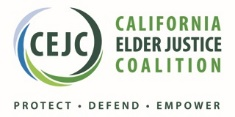 CEJC
CALIFORNIA
ELDER JUSTICE
COALITION
PROTECT • DEFEND • EMPOWER